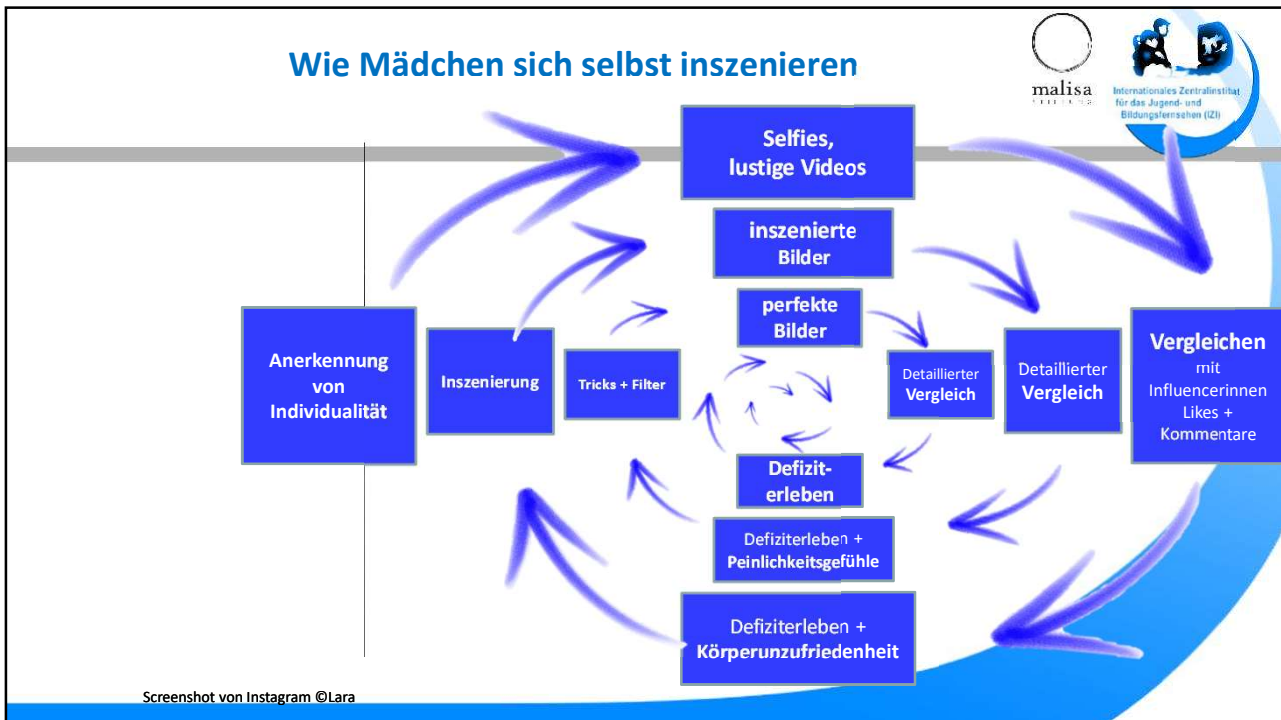 Wie Mädchen sich selbst inszenieren
malisa
STIFTUNG
Internationales Zentralinstitut
für das Jugend- und
Bildungsfernsehen (IZI)
Selfies,
lustige Videos
inszenierte
Bilder
perfekte
Bilder
Anerkennung
von
Individualität
Inszenierung
Tricks + Filter
Detaillierter
Vergleich
Detaillierter
Vergleich
Vergleichen
mit
Influencerinnen
Likes +
Kommentare
Defizit-
erleben
Defiziterleben +
Peinlichkeitsgefühle
Defiziterleben +
Körperunzufriedenheit
Screenshot von Instagram ©Lara